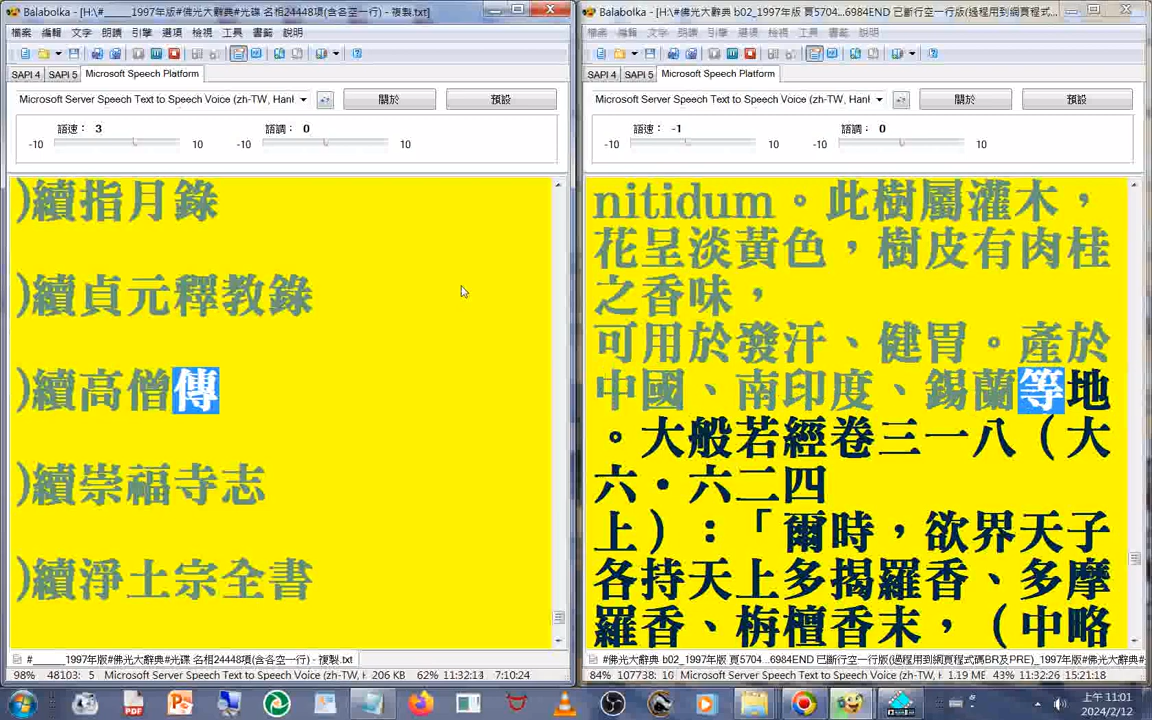 Balabolka - [H:\#_____1997年版#佛光大辭典#光碟 名相24448項(含各空一行) - 複製.txt]
檔案 編輯 文字 朗讀 引擎 選項 檢視 工具 書籤 說明
SAPI 4 SAPI 5 Microsoft Speech Platform
Microsoft Server Speech Text to Speech Voice (zh-TW, Hanl
關於 預設
語速： 3 語調： 0
-10 10 -10 10
)續指月錄
)續貞元釋教錄
)續高僧傳
)續崇福寺志
)續淨土宗全書
#_____1997年版#佛光大辭典#光碟 名相24448項(含各空一行) - 複製.txt
98% 48103: 5 Microsoft Server Speech Text to Speech Voice (zh-TW, H 206 KB 62% 11:32:13 7:10:24
Balabolka - [H:\#佛光大辭典 b02_1997年版 頁5704...6984END 已斷行空一行版(過程用到網頁程式...
檔案 編輯 文字 朗讀 引擎 選項 檢視 工具 書籤 說明
SAPI 4 SAPI 5 Microsoft Speech Platform
Microsoft Server Speech Text to Speech Voice (zh-TW, Hanl
關於 預設
語速： -1 語調： 0
-10 10 -10 10
nitidum。此樹屬灌木，
花呈淡黃色，樹皮有肉桂
之香味，
可用於發汗、健胃。產於
中國、南印度、錫蘭等地
。大般若經卷三一八（大
六・六二四
上）：「爾時，欲界天子
各持天上多揭羅香、多摩
羅香、栴檀香末，（中略
#佛光大辭典 b02_1997年版 頁5704...6984END 已斷行空一行版(過程用到網頁程式碼BR及PRE)_1997年版#佛光大辭典#
84% 107738: 10 Microsoft Server Speech Text to Speech Voice (zh-TW, H 1.19 MB 43% 11:32:26 15:21:18
上午 11:01
2024/2/12